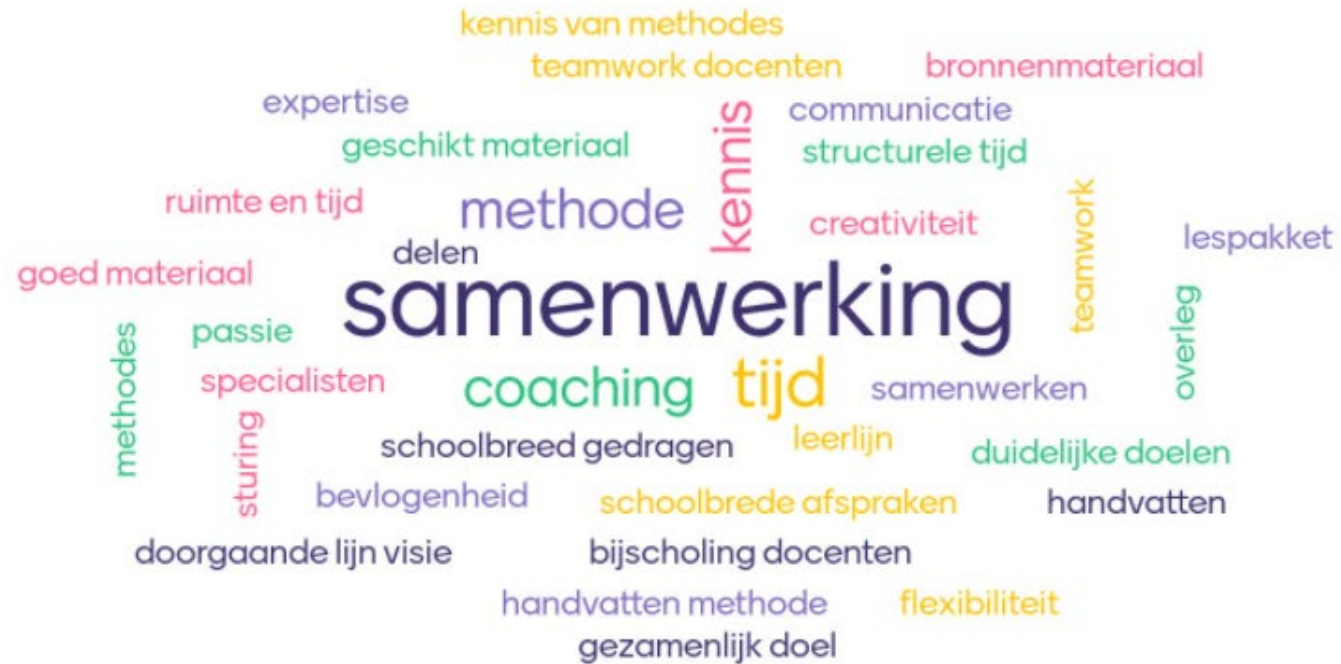 kennis van methodes
teamwork docenten
bronnenmateriaal
expertise
communicatie
kennis
geschikt materiaal
structurele tijd
ruimte en tijd
methode
creativiteit
teamwork
lespakket
delen
goed materiaal
samenwerking
overleg
methodes
passie
specialisten
coaching
tijd
samenwerken
sturing
schoolbreed gedragen
leerlijn
duidelijke doelen
bevlogenheid
schoolbrede afspraken
handvatten
doorgaande lijn visie
bijscholing docenten
handvatten methode
flexibiliteit
gezamenlijk doel